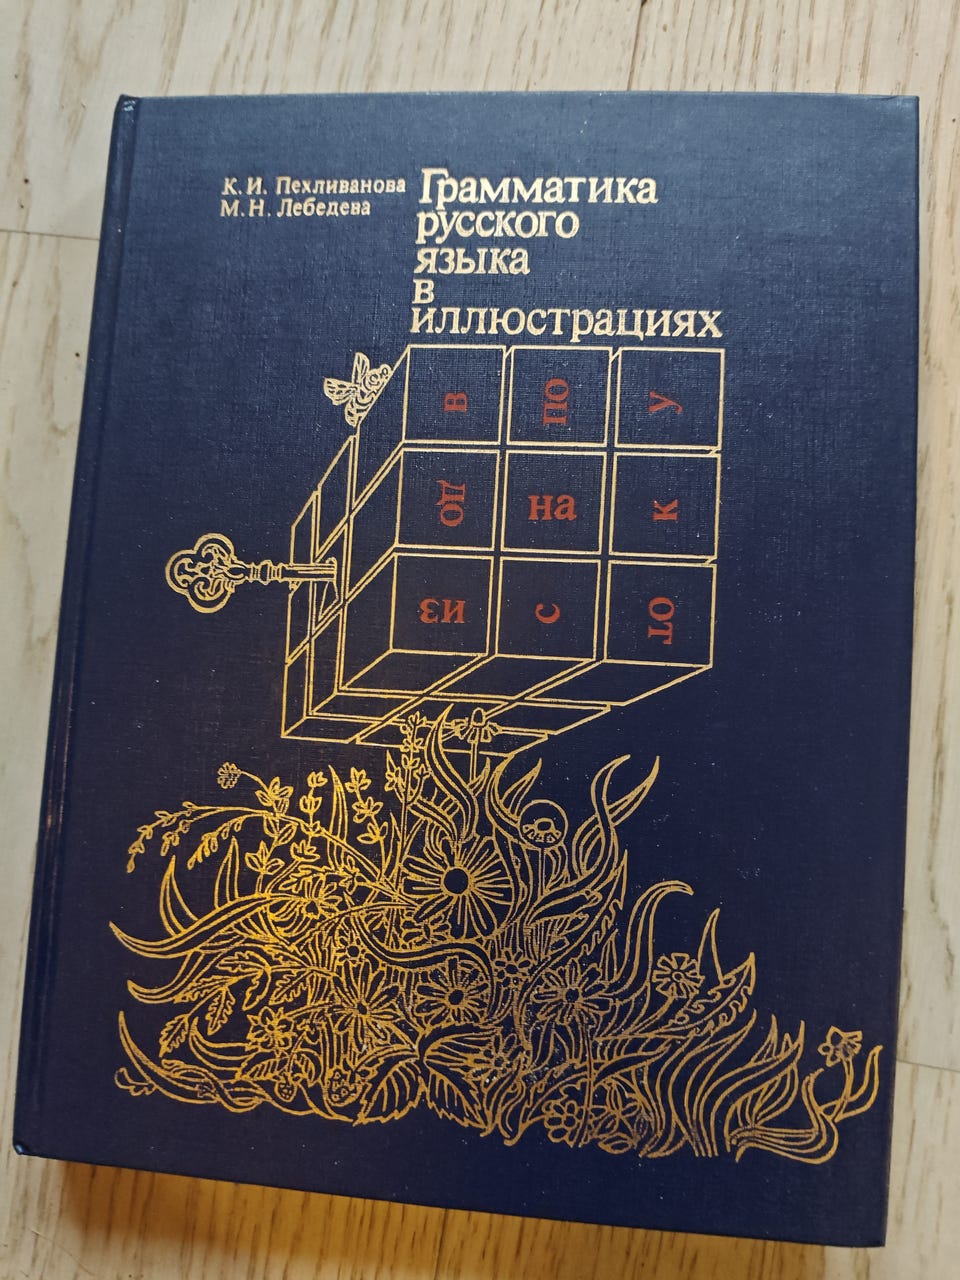 К. И. Пехливанова
М. Н. Лебедева
Грамматика
русского
языка
в
иллюстрациях
в по у
од на к
из с от